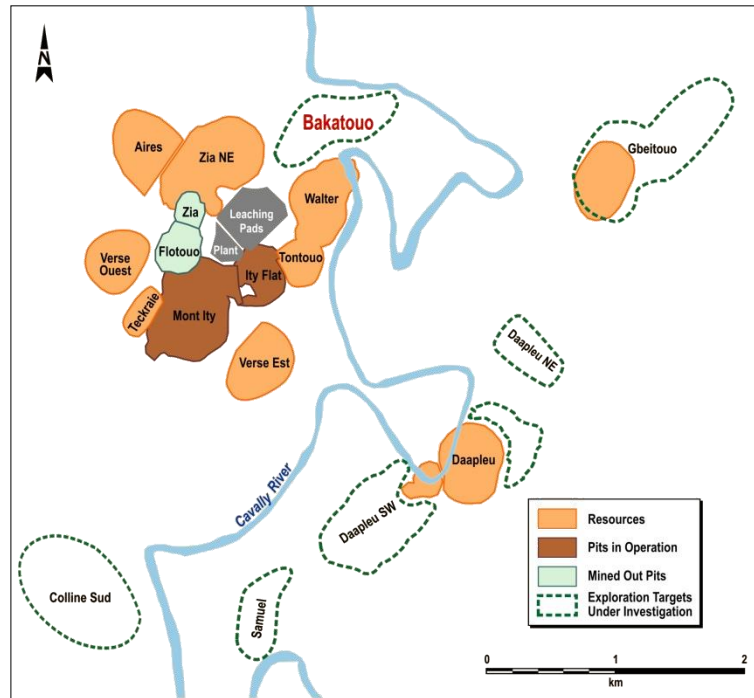 N
Bakatouo
Aires
Zia NE
Gbeitouo
Walter
Zia
Leaching
Pads
Plant
Flotouo
Verse
Ouest
Tontouo
Ity Flat
Teckraie
Mont Ity
Verse Est
Daapleu NE
Daapleu
Cavally River
Daapleu SW
Colline Sud
Samuel
Resources
Pits in Operation
Mined Out Pits
Exploration Targets
Under Investigation
0 1 2
km